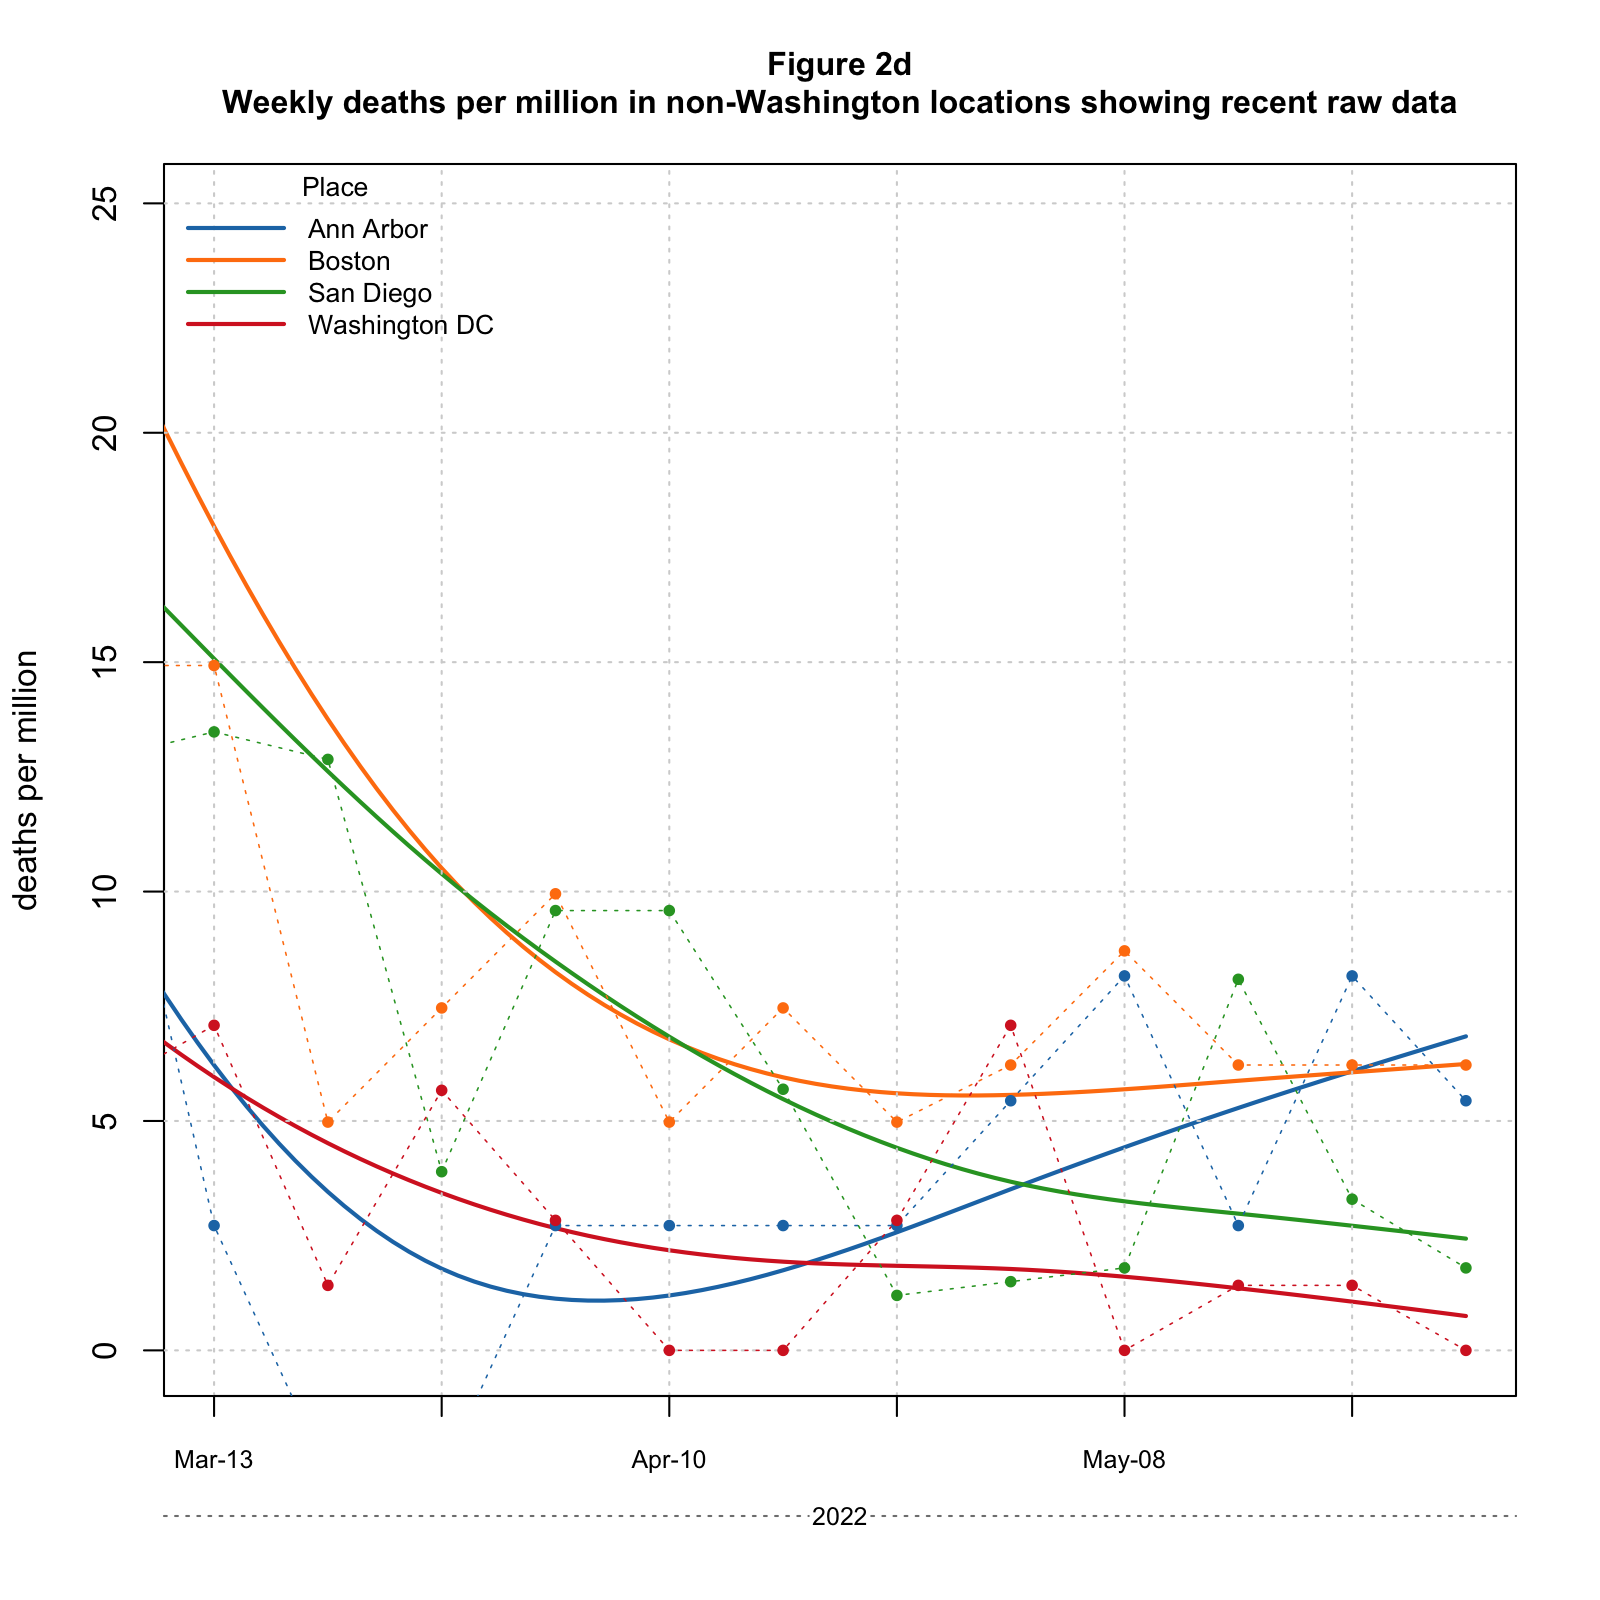 Figure 2d
Weekly deaths per million in non-Washington locations showing recent raw data
Place
Ann Arbor
Boston
San Diego
Washington DC
deaths per million
25
20
15
10
5
0
Mar-13
Apr-10
May-08
2022